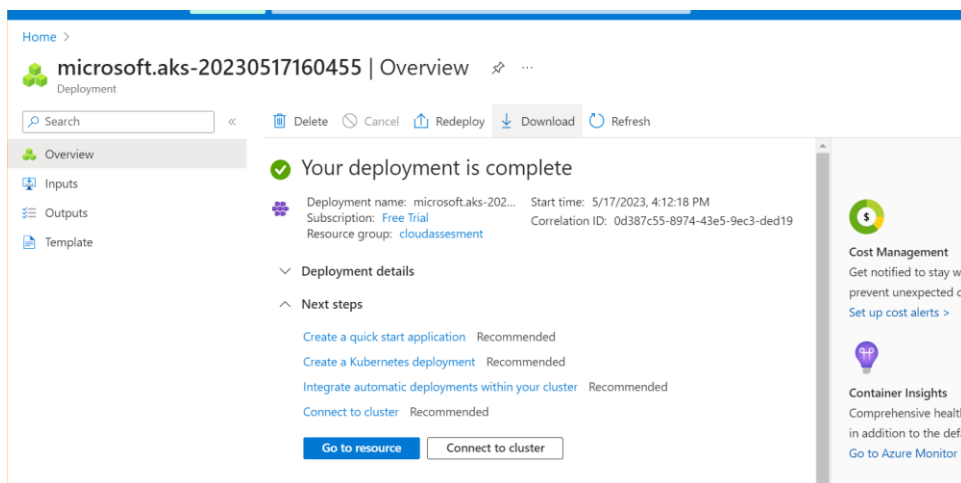 Home >
microsoft.aks-20230517160455 | Overview ...
Deployment
Search «
Delete Cancel Redeploy Download Refresh
Overview
Inputs
Outputs
Template
Your deployment is complete
Deployment name: microsoft.aks-202... Start time: 5/17/2023, 4:12:18 PM
Subscription: Free Trial Correlation ID: 0d387c55-8974-43e5-9ec3-ded19
Resource group: cloudassesment
Deployment details
Next steps
Create a quick start application Recommended
Create a Kubernetes deployment Recommended
Integrate automatic deployments within your cluster Recommended
Connect to cluster Recommended
Go to resource Connect to cluster
$
Cost Management
Get notified to stay w
prevent unexpected c
Set up cost alerts >
Container Insights
Comprehensive healt
in addition to the def
Go to Azure Monitor